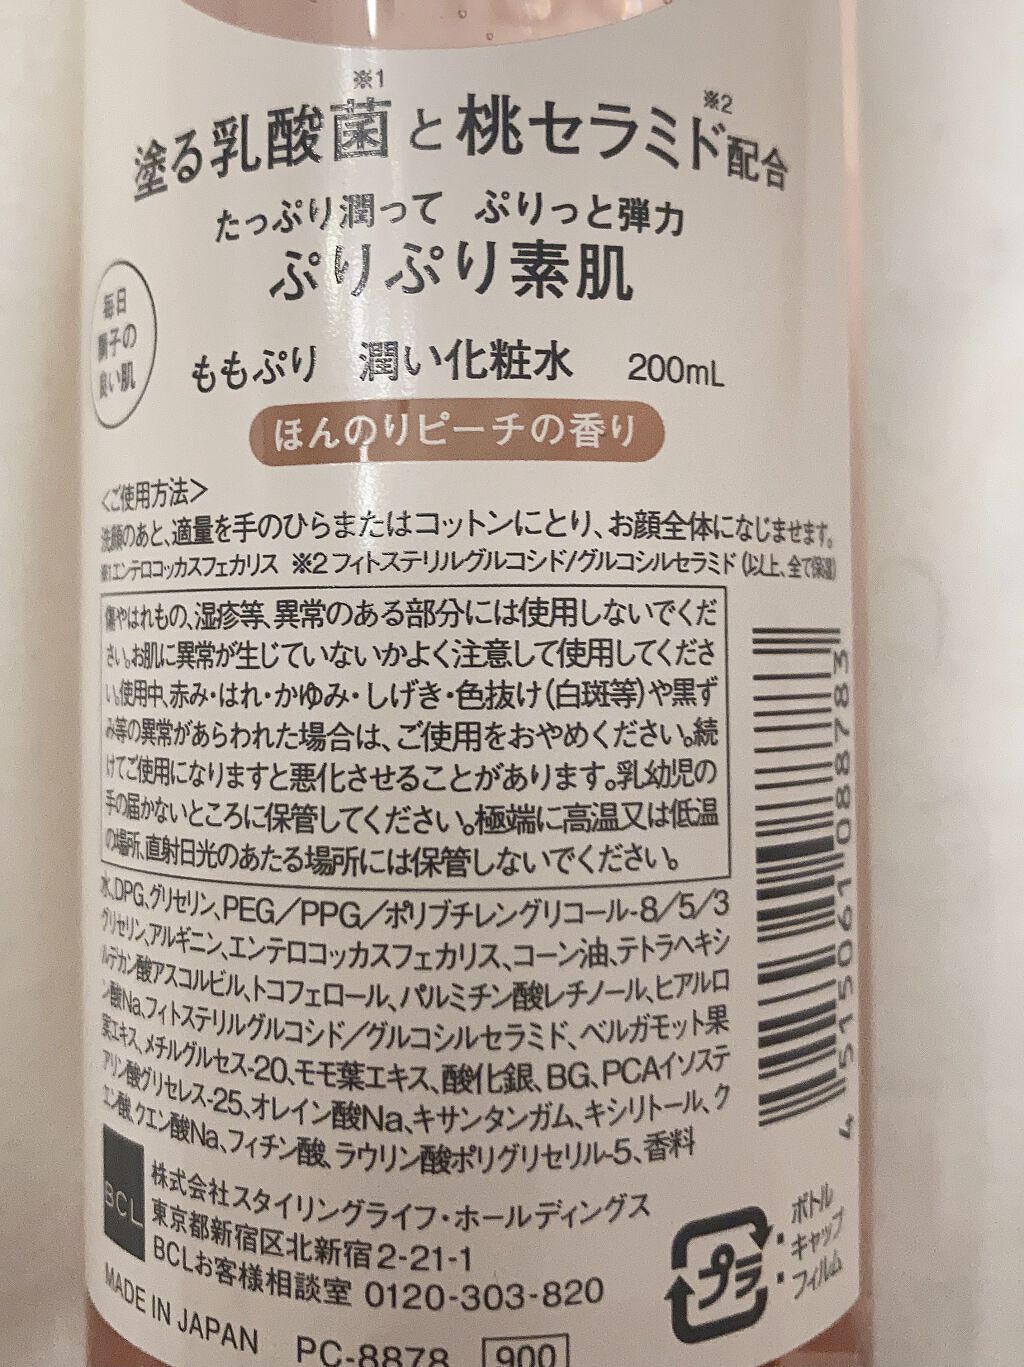 ※1 ※2
塗る乳酸菌と桃セラミド配合
たっぷり潤って ぷりっと弾力
ぷりぷり素肌
毎日
調子の
良い肌
ももぷり 潤い化粧水 200mL
ほんのりピーチの香り
<ご使用方法>
洗顔のあと、適量を手のひらまたはコットンにとり、お顔全体になじませます。
※1エンテロコッカスフェカリス ※2フィトステリルグルコシド/グルコシルセラミド(以上、全て保湿)
傷やはれもの、湿疹等、異常のある部分には使用しないでくだ
さい。お肌に異常が生じていないかよく注意して使用してくださ
い。使用中、赤み・はれ・かゆみ・しげき・色抜け(白斑等)や黒ず
み等の異常があらわれた場合は、ご使用をおやめください。続
けてご使用になりますと悪化させることがあります。乳幼児の
手の届かないところに保管してください。極端に高温又は低温
の場所、直射日光のあたる場所には保管しないでください。
水、DPG、グリセリン、PEG/PPG/ポリブチレングリコール-8/5/3
グリセリン、アルギニン、エンテロコッカスフェカリス、コーン油、テトラヘキシ
ルデカン酸アスコルビル、トコフェロール、パルミチン酸レチノール、ヒアルロ
ン酸Na、フィトステリルグルコシド/グルコシルセラミド、ベルガモット果
実エキス、メチルグルセス-20、モモ葉エキス、酸化銀、BG、PCAイソステ
アリン酸グリセレス-25、オレイン酸Na、キサンタンガム、キシリトール、ク
エン酸、クエン酸Na、フィチン酸、ラウリン酸ポリグリセリル-5、香料
BCL
株式会社スタイリングライフ・ホールディングス
東京都新宿区北新宿2-21-1
BCLお客様相談室 0120-303-820
MADE IN JAPAN
PC-8878 900
プラ
ボトル
・キャップ
・フィルム
4 515061 088783